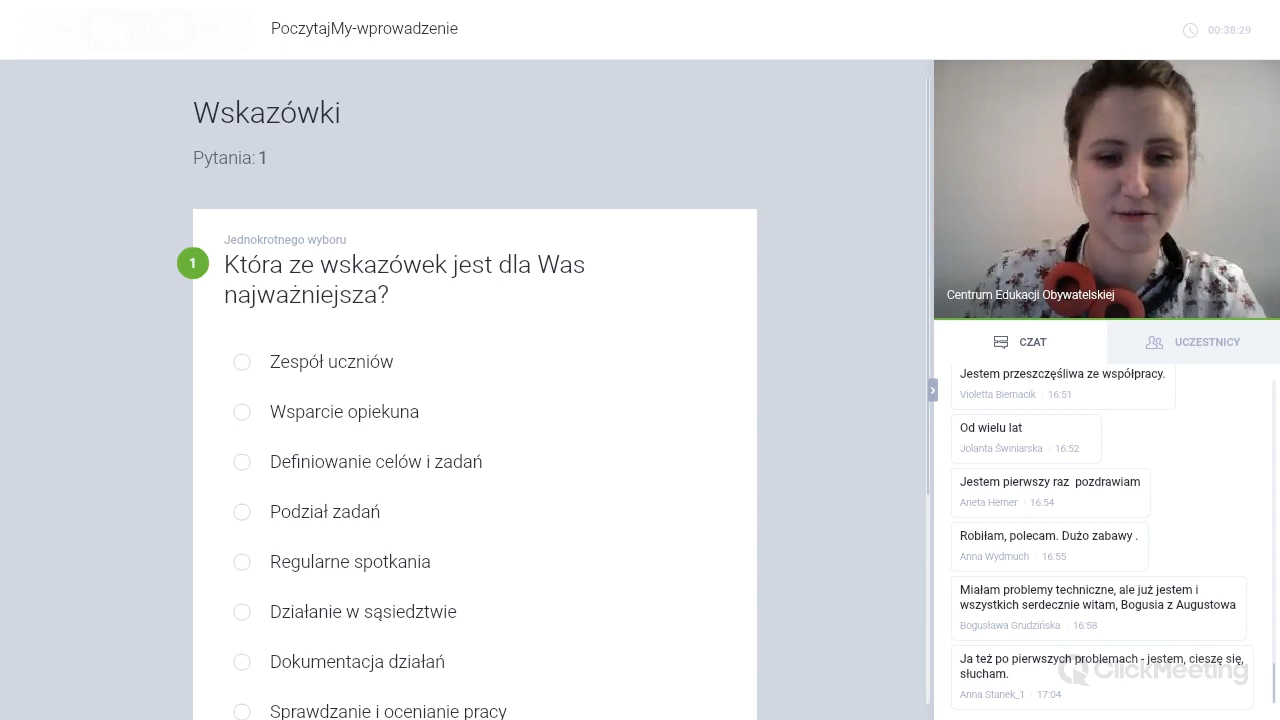 PoczytajMy-wprowadzenie
00:38:29
Wskazówki
Pytania: 1
Jednokrotnego wyboru
1
Która ze wskazówek jest dla Was
najważniejsza?
Zespół uczniów
Wsparcie opiekuna
Definiowanie celów i zadań
Podział zadań
Regularne spotkania
Działanie w sąsiedztwie
Dokumentacja działań
Sprawdzanie i ocenianie pracy
Centrum Edukacji Obywatelskiej
CZAT
UCZESTNICY
Jestem przeszczęśliwa ze współpracy.
Violetta Biernacik · 16:51
Od wielu lat
Jolanta Świniarska · 16:52
Jestem pierwszy raz  pozdrawiam
Aneta Herner · 16:54
Robiłam, polecam. Dużo zabawy .
Anna Wydmuch · 16:55
Miałam problemy techniczne, ale już jestem i
wszystkich serdecznie witam, Bogusia z Augustowa
Bogusława Grudzińska · 16:58
Ja też po pierwszych problemach - jestem, cieszę się,
słucham.
Anna Stanek_1 · 17:04
ClickMeeting